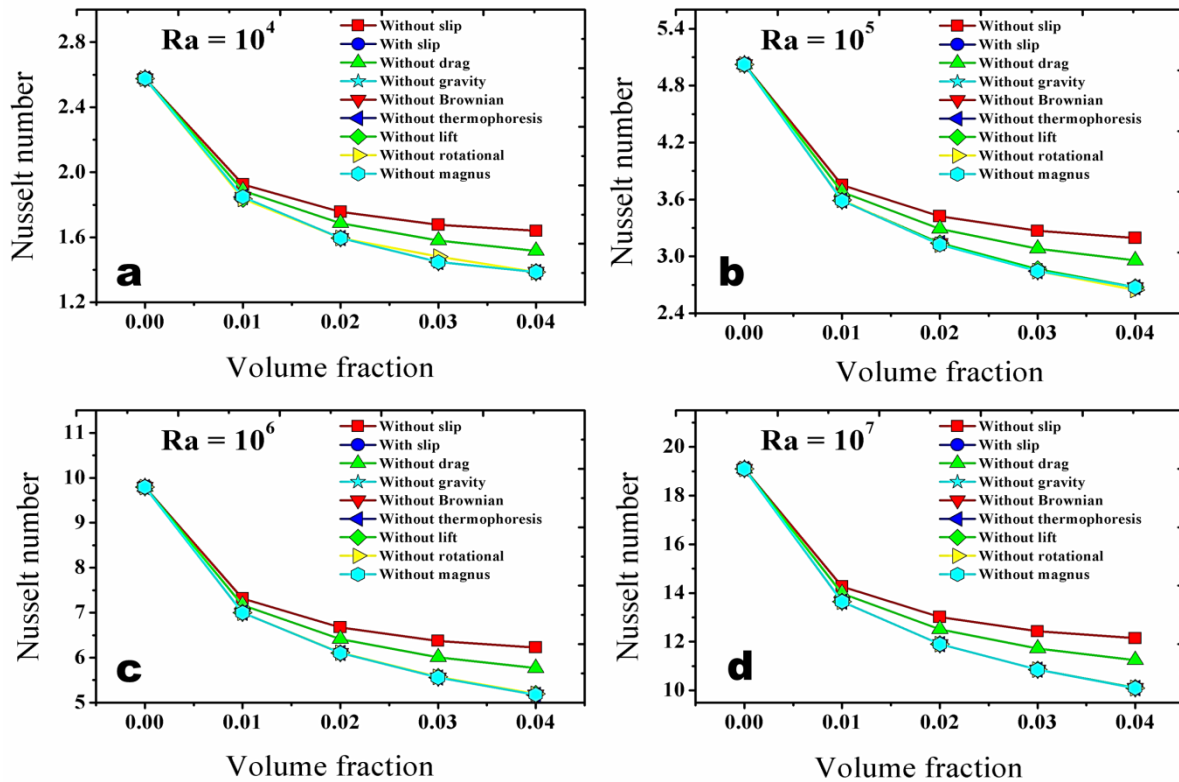 Ra = 10⁴
Without slip
With slip
Without drag
Without gravity
Without Brownian
Without thermophoresis
Without lift
Without rotational
Without magnus
Nusselt number
2.8
2.4
2.0
1.6
1.2
a
0.00 0.01 0.02 0.03 0.04
Volume fraction
Ra = 10⁵
Without slip
With slip
Without drag
Without gravity
Without Brownian
Without thermophoresis
Without lift
Without rotational
Without magnus
Nusselt number
5.4
4.8
4.2
3.6
3.0
2.4
b
0.00 0.01 0.02 0.03 0.04
Volume fraction
Ra = 10⁶
Without slip
With slip
Without drag
Without gravity
Without Brownian
Without thermophoresis
Without lift
Without rotational
Without magnus
Nusselt number
11
10
9
8
7
6
5
c
0.00 0.01 0.02 0.03 0.04
Volume fraction
Ra = 10⁷
Without slip
With slip
Without drag
Without gravity
Without Brownian
Without thermophoresis
Without lift
Without rotational
Without magnus
Nusselt number
20
18
16
14
12
10
d
0.00 0.01 0.02 0.03 0.04
Volume fraction